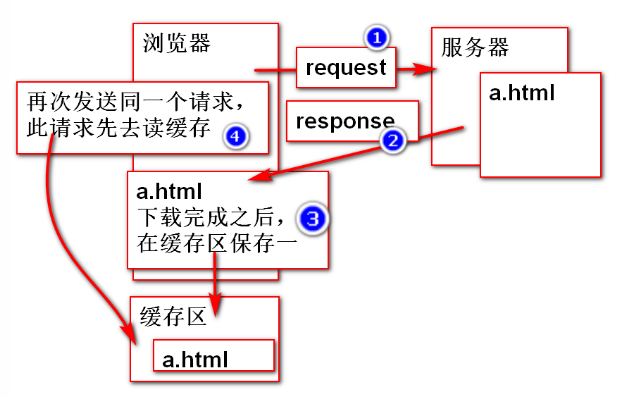 浏览器
1
request
服务器
a.html
再次发送同一个请求，
此请求先去读缓存
4
response
2
a.html
下载完成之后，
在缓存区保存一
3
缓存区
a.html